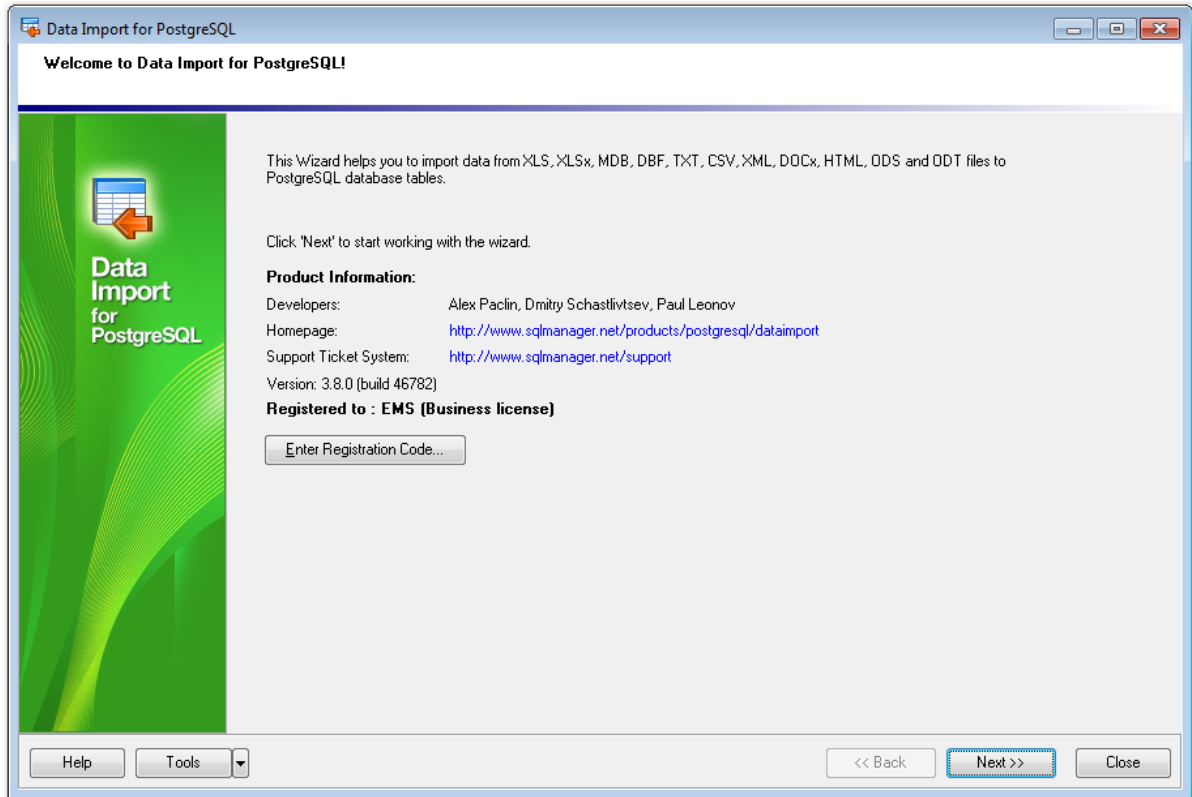 Data Import for PostgreSQL
Welcome to Data Import for PostgreSQL!
Data
Import
for
PostgreSQL
This Wizard helps you to import data from XLS, XLSx, MDB, DBF, TXT, CSV, XML, DOCx, HTML, ODS and ODT files to
PostgreSQL database tables.
Click 'Next' to start working with the wizard.
Product Information:
Developers: Alex Paclin, Dmitry Schastlivtsev, Paul Leonov
Homepage: http://www.sqlmanager.net/products/postgresql/dataimport
Support Ticket System: http://www.sqlmanager.net/support
Version: 3.8.0 (build 46782)
Registered to : EMS (Business license)
Enter Registration Code...
Help Tools << Back Next >> Close